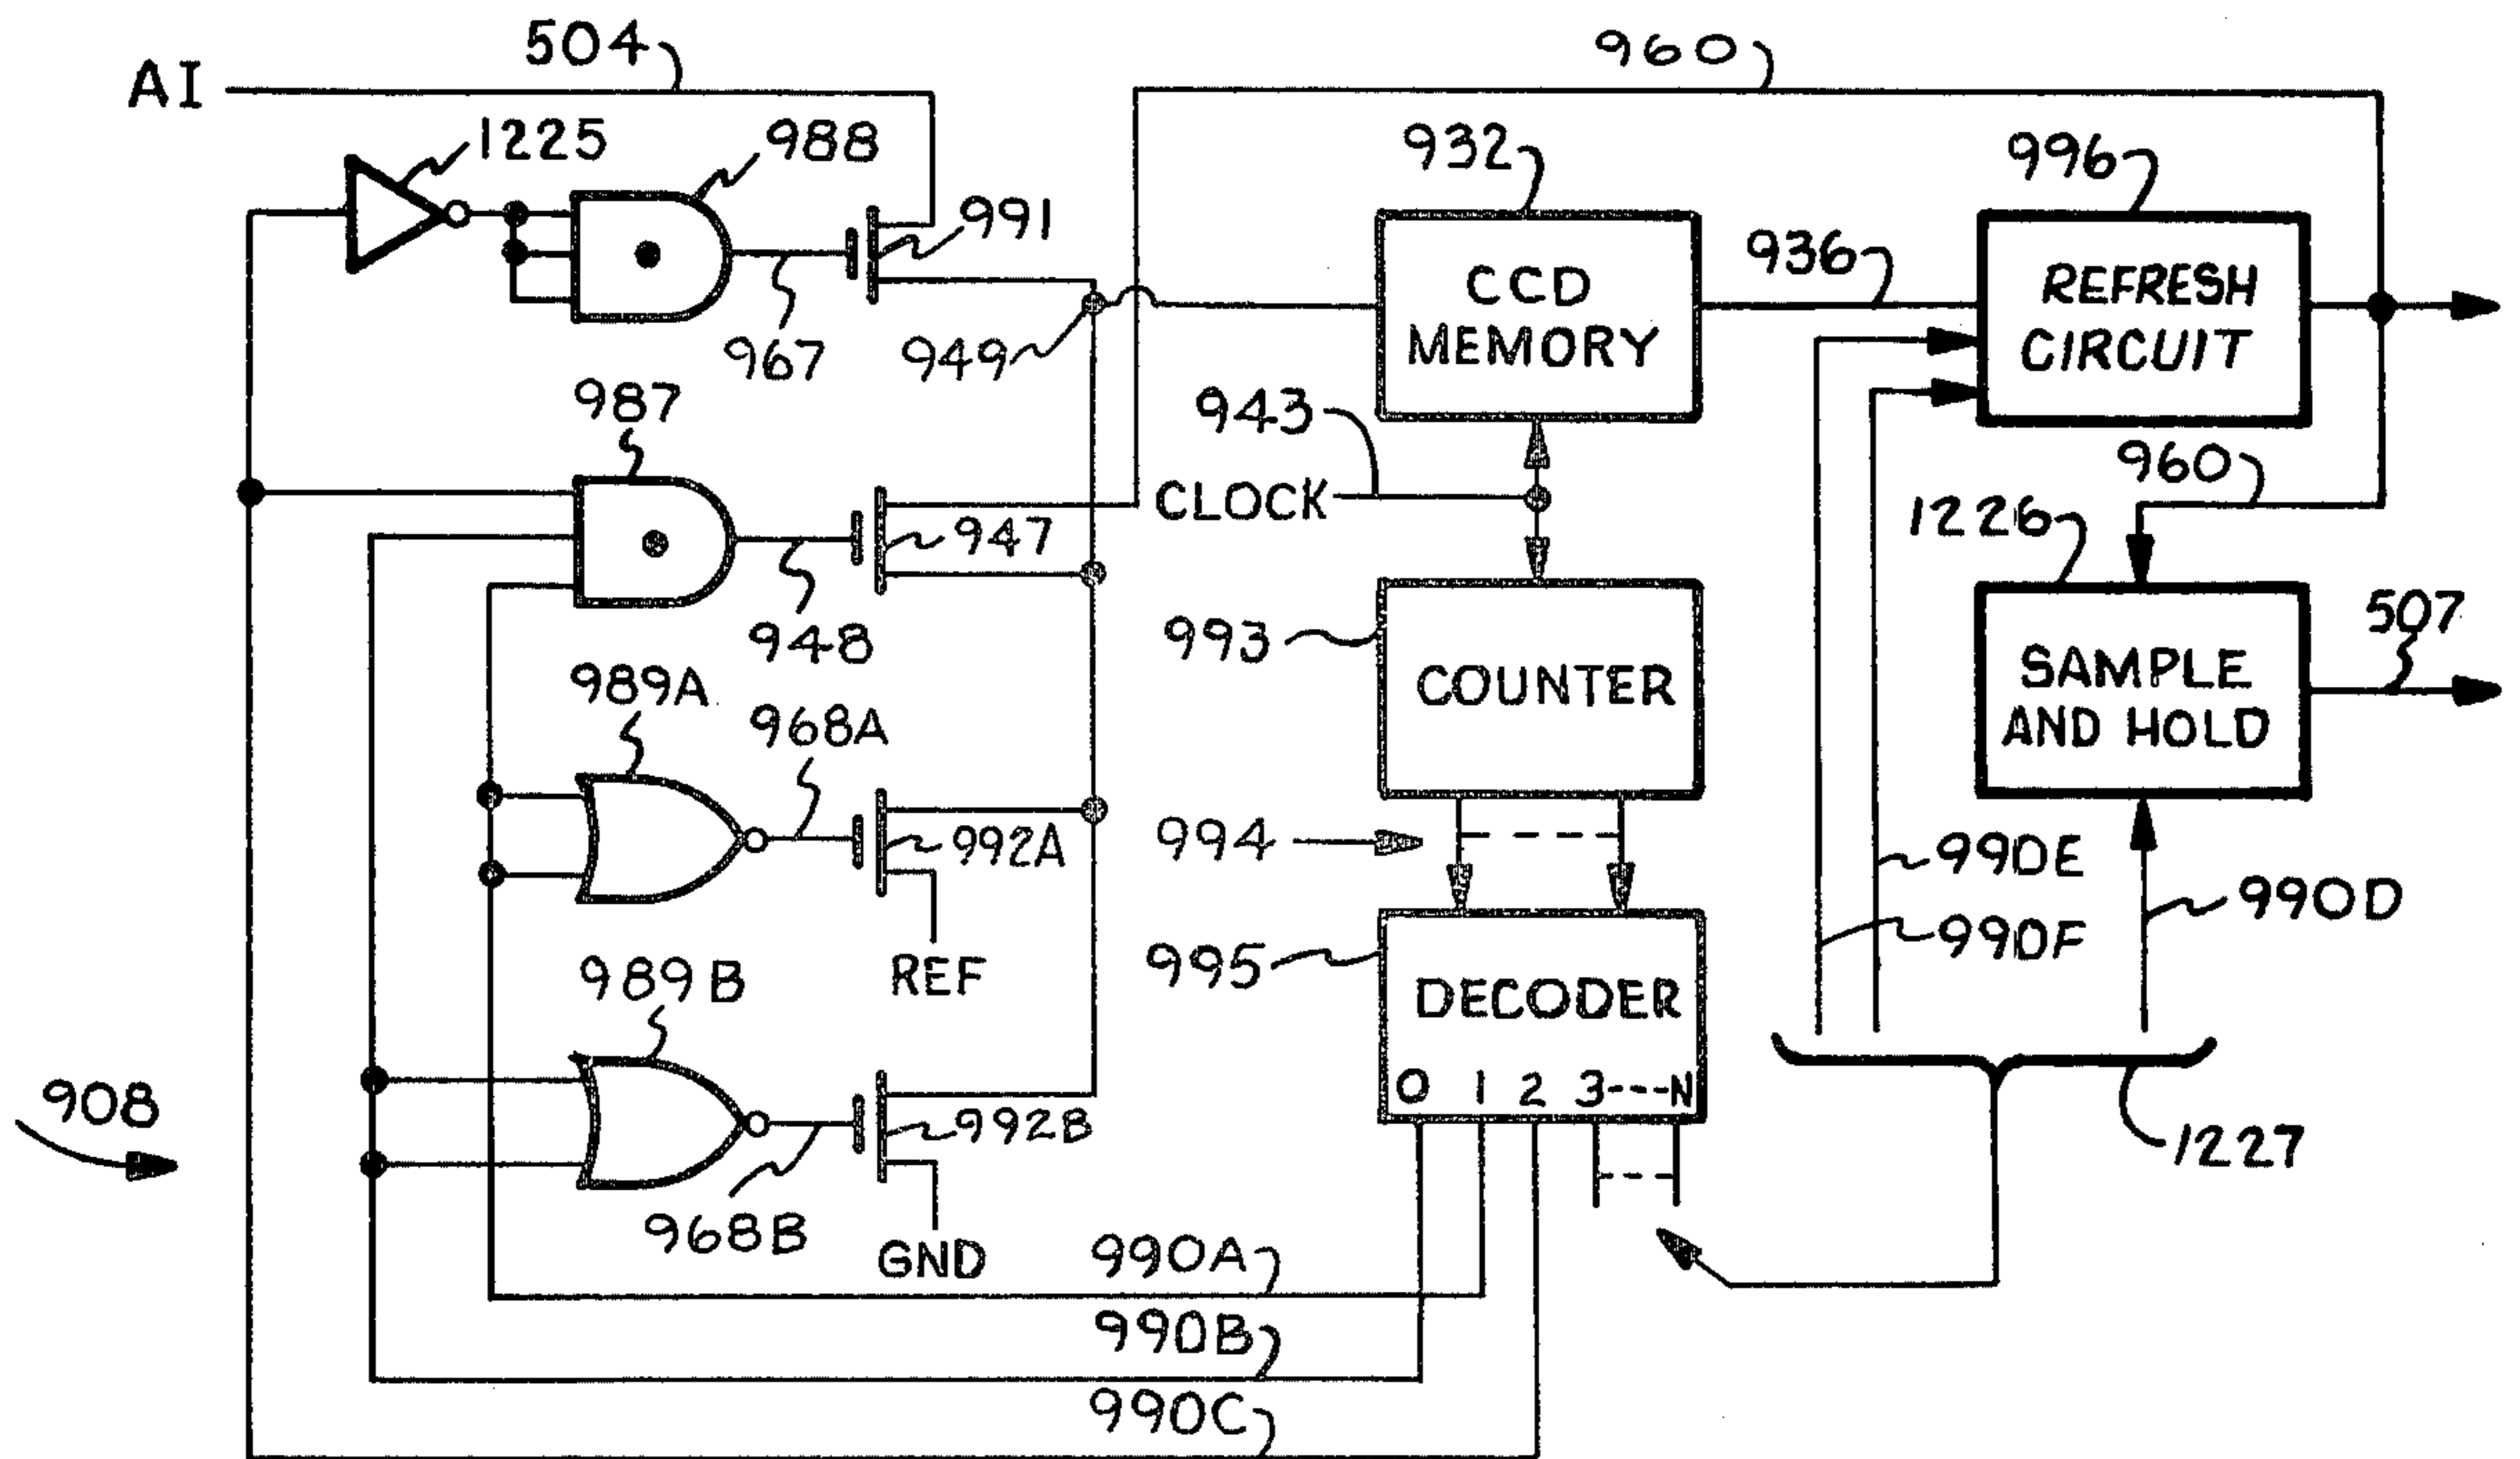 504
960
AI
1225
988
932
996
991
936
CCD
MEMORY
REFRESH
CIRCUIT
967
949
987
943
960
CLOCK
1226
947
507
948
993
COUNTER
SAMPLE
AND HOLD
989A
968A
994
992A
990E
990D
990F
REF
995
989B
DECODER
908
0 1 2 3---N
992B
1227
968B
GND
990A
990B
990C